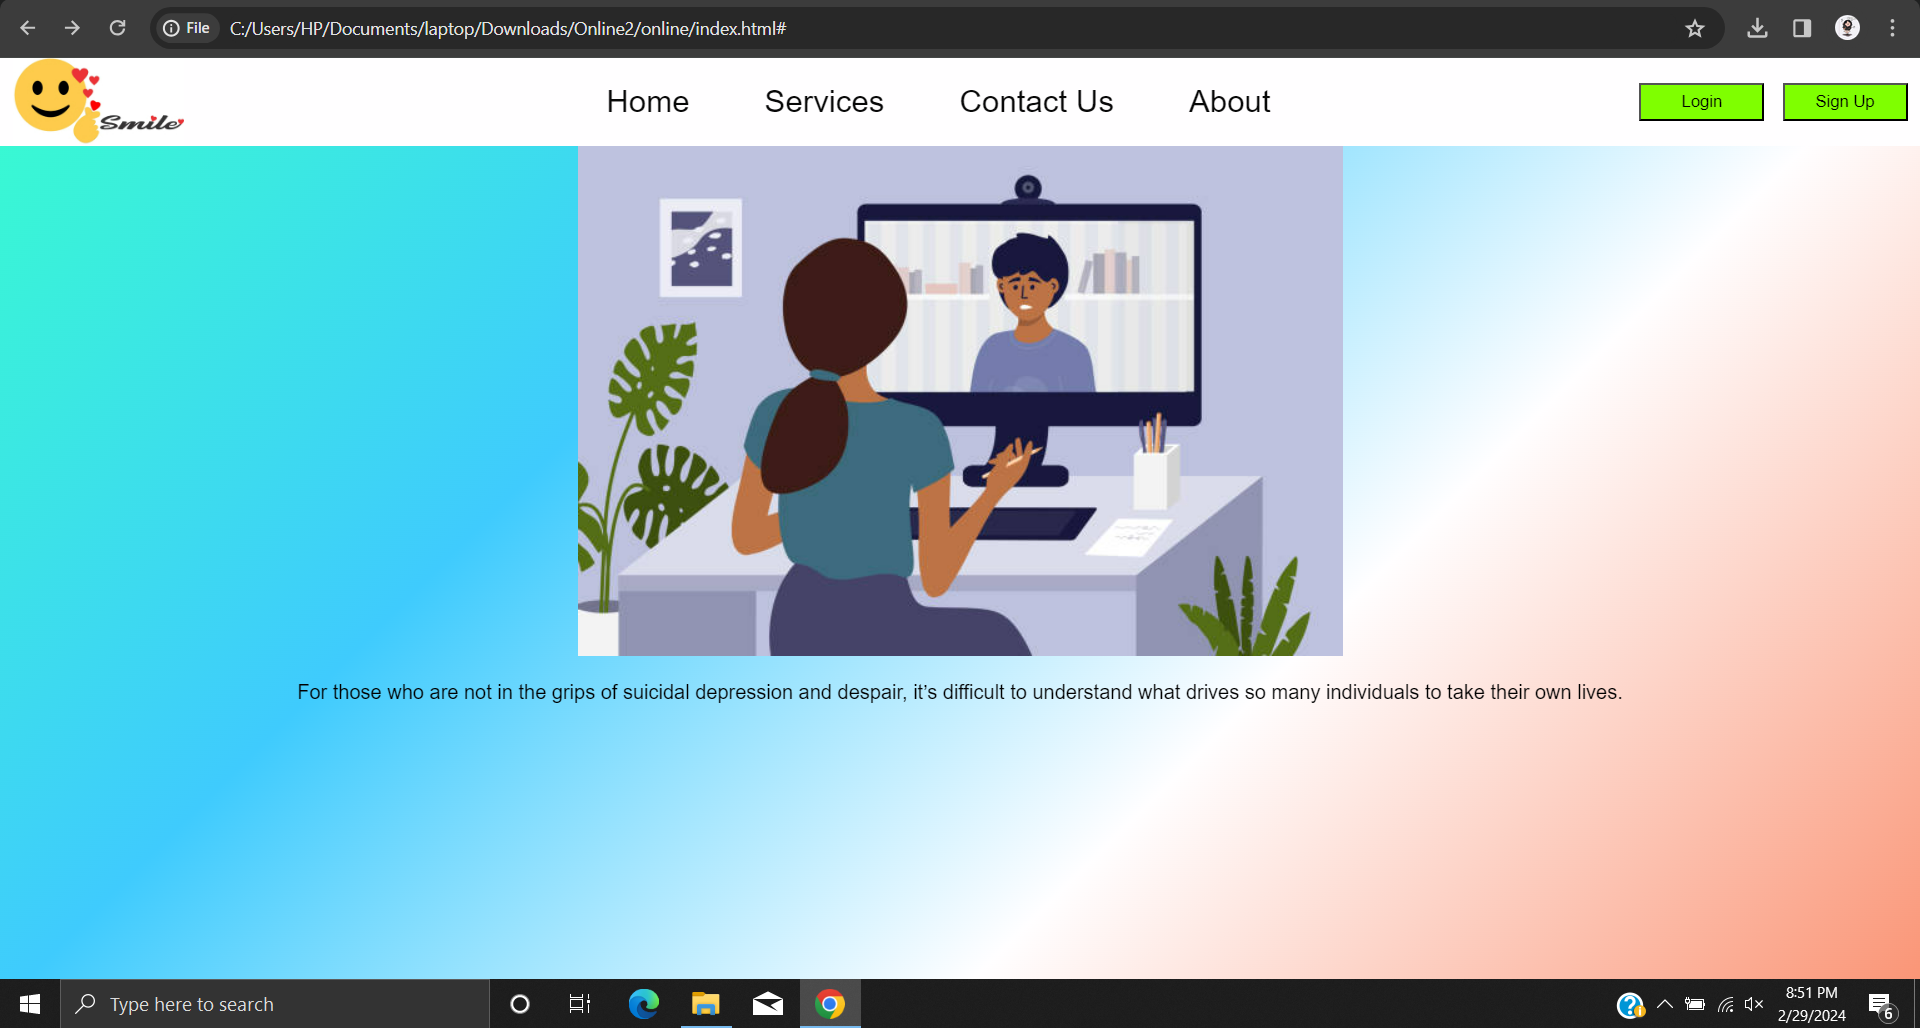 File C:/Users/HP/Documents/laptop/Downloads/Online2/online/index.html#
Smile
Home Services Contact Us About
Login Sign Up
For those who are not in the grips of suicidal depression and despair, it’s difficult to understand what drives so many individuals to take their own lives.
Type here to search
8:51 PM
2/29/2024
6